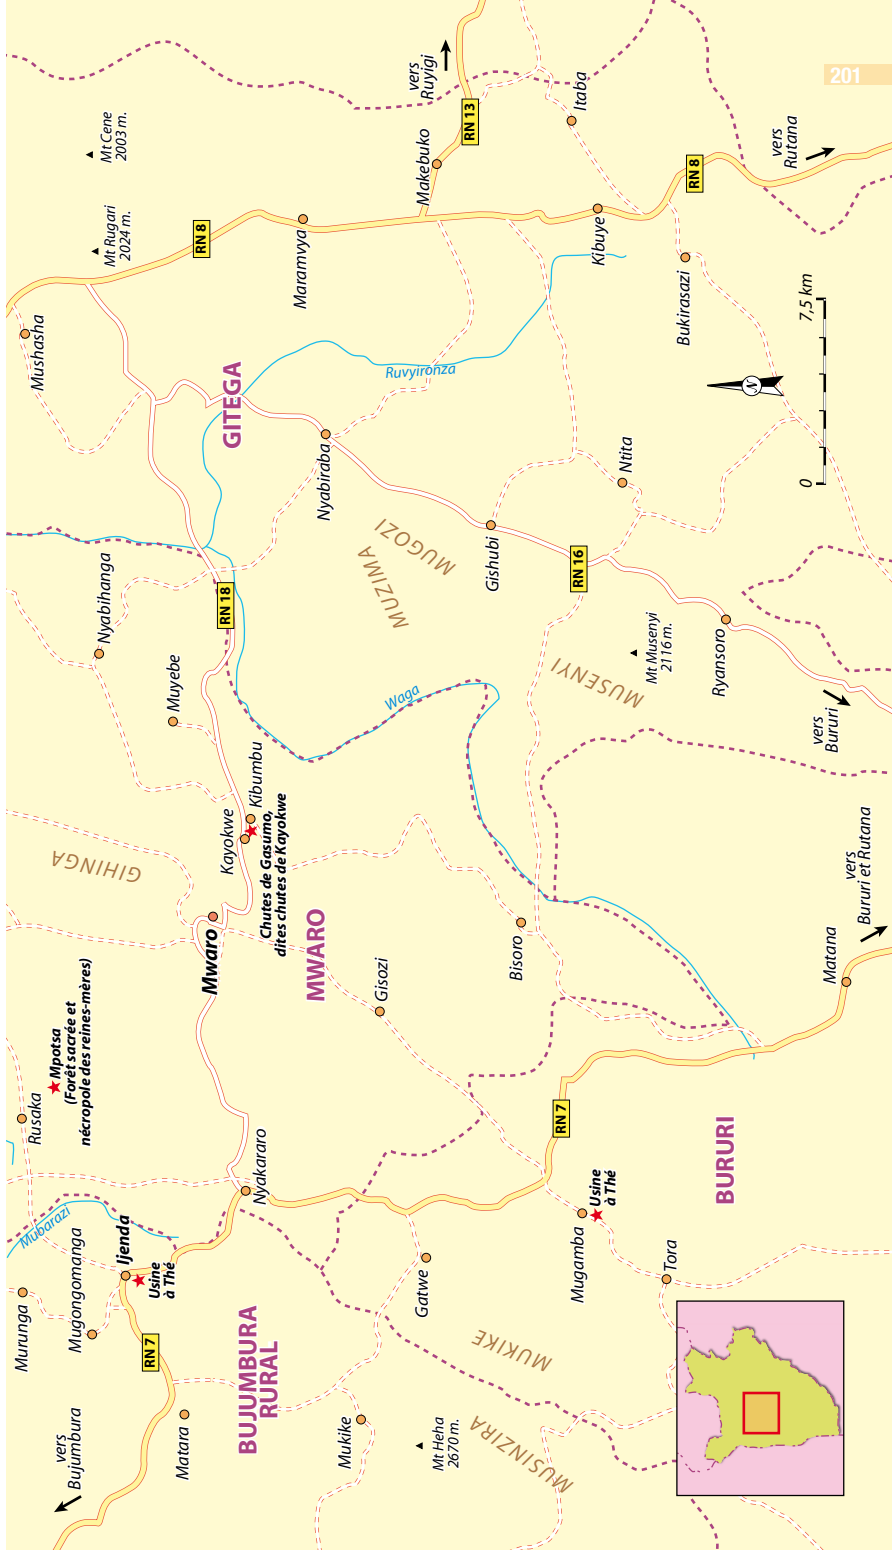 201
vers
Bujumbura
RN 7
Murunga
Mugongomanga
Mubarazi
Ijenda
Usine
à Thé
Matara
BUJUMBURA
RURAL
Mukike
Mt Heha
2670 m.
MUSINZIRA
MUKIKE
Gatwe
Rusaka
Mpotsa
(Forêt sacrée et
nécropole des reines-mères)
Nyakararo
Mwaro
MWARO
Gisozi
GIHINGA
Kayokwe
Kibumbu
Chutes de Gasumo,
dites chutes de Kayokwe
Muyebe
Nyabihanga
RN 18
Waga
Bisoro
RN 7
Mugamba
Usine
à Thé
Tora
BURURI
Matana
vers
Bururi et Rutana
Mushasha
Mt Rugari
2024 m.
Mt Cene
2003 m.
RN 8
GITEGA
Maramvya
Ruvyironza
Nyabiraba
MUZIMA
MUGOZI
Gishubi
RN 16
MUSENYI
Mt Musenyi
2116 m.
Ryansoro
vers
Bururi
Ntita
Makebuko
RN 13
vers
Ruyigi
Itaba
Kibuye
RN 8
Bukirasazi
vers
Rutana
N
0
7,5 km